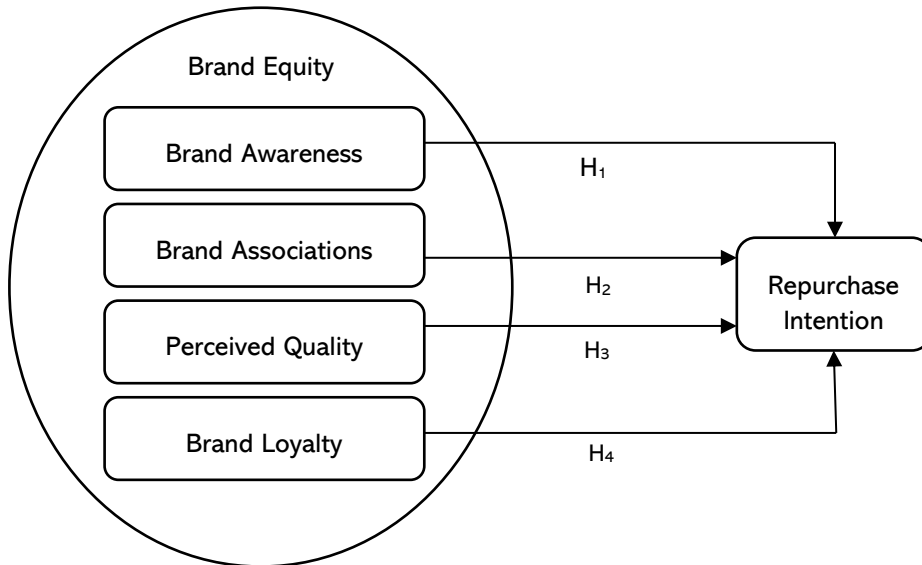 Brand Equity
Brand Awareness
H₁
Brand Associations
H₂
Repurchase
Intention
Perceived Quality
H₃
Brand Loyalty
H₄